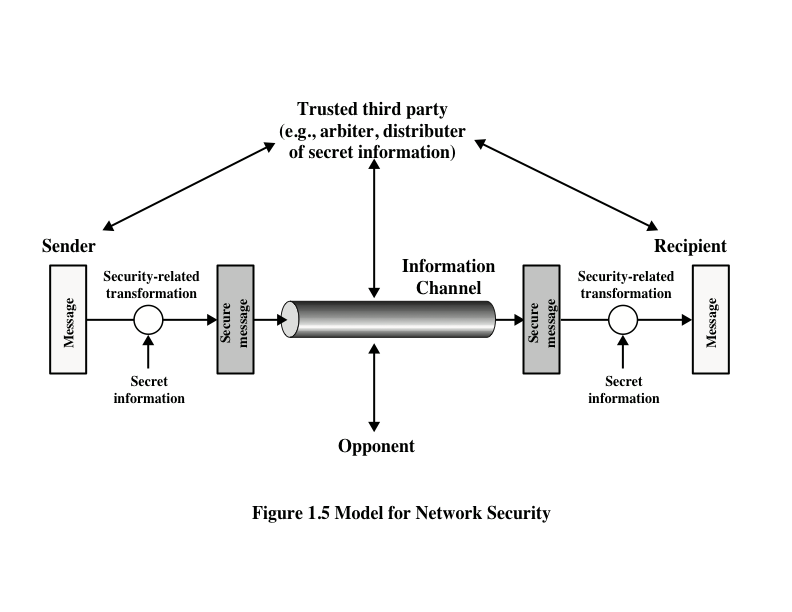 Trusted third party
(e.g., arbiter, distributer
of secret information)
Sender
Recipient
Information
Channel
Security-related
transformation
Security-related
transformation
Message
Secure
message
Secure
message
Message
Secret
information
Secret
information
Opponent
Figure 1.5 Model for Network Security